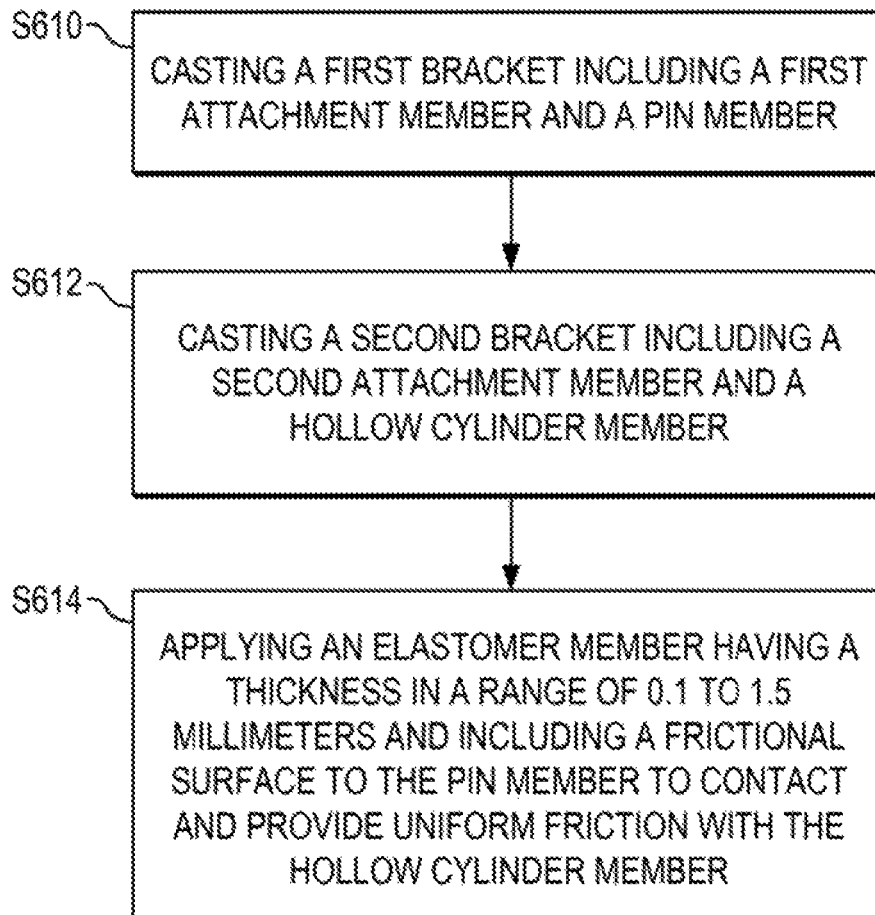 S610
CASTING A FIRST BRACKET INCLUDING A FIRST
ATTACHMENT MEMBER AND A PIN MEMBER
S612
CASTING A SECOND BRACKET INCLUDING A
SECOND ATTACHMENT MEMBER AND A
HOLLOW CYLINDER MEMBER
S614
APPLYING AN ELASTOMER MEMBER HAVING A
THICKNESS IN A RANGE OF 0.1 TO 1.5
MILLIMETERS AND INCLUDING A FRICTIONAL
SURFACE TO THE PIN MEMBER TO CONTACT
AND PROVIDE UNIFORM FRICTION WITH THE
HOLLOW CYLINDER MEMBER